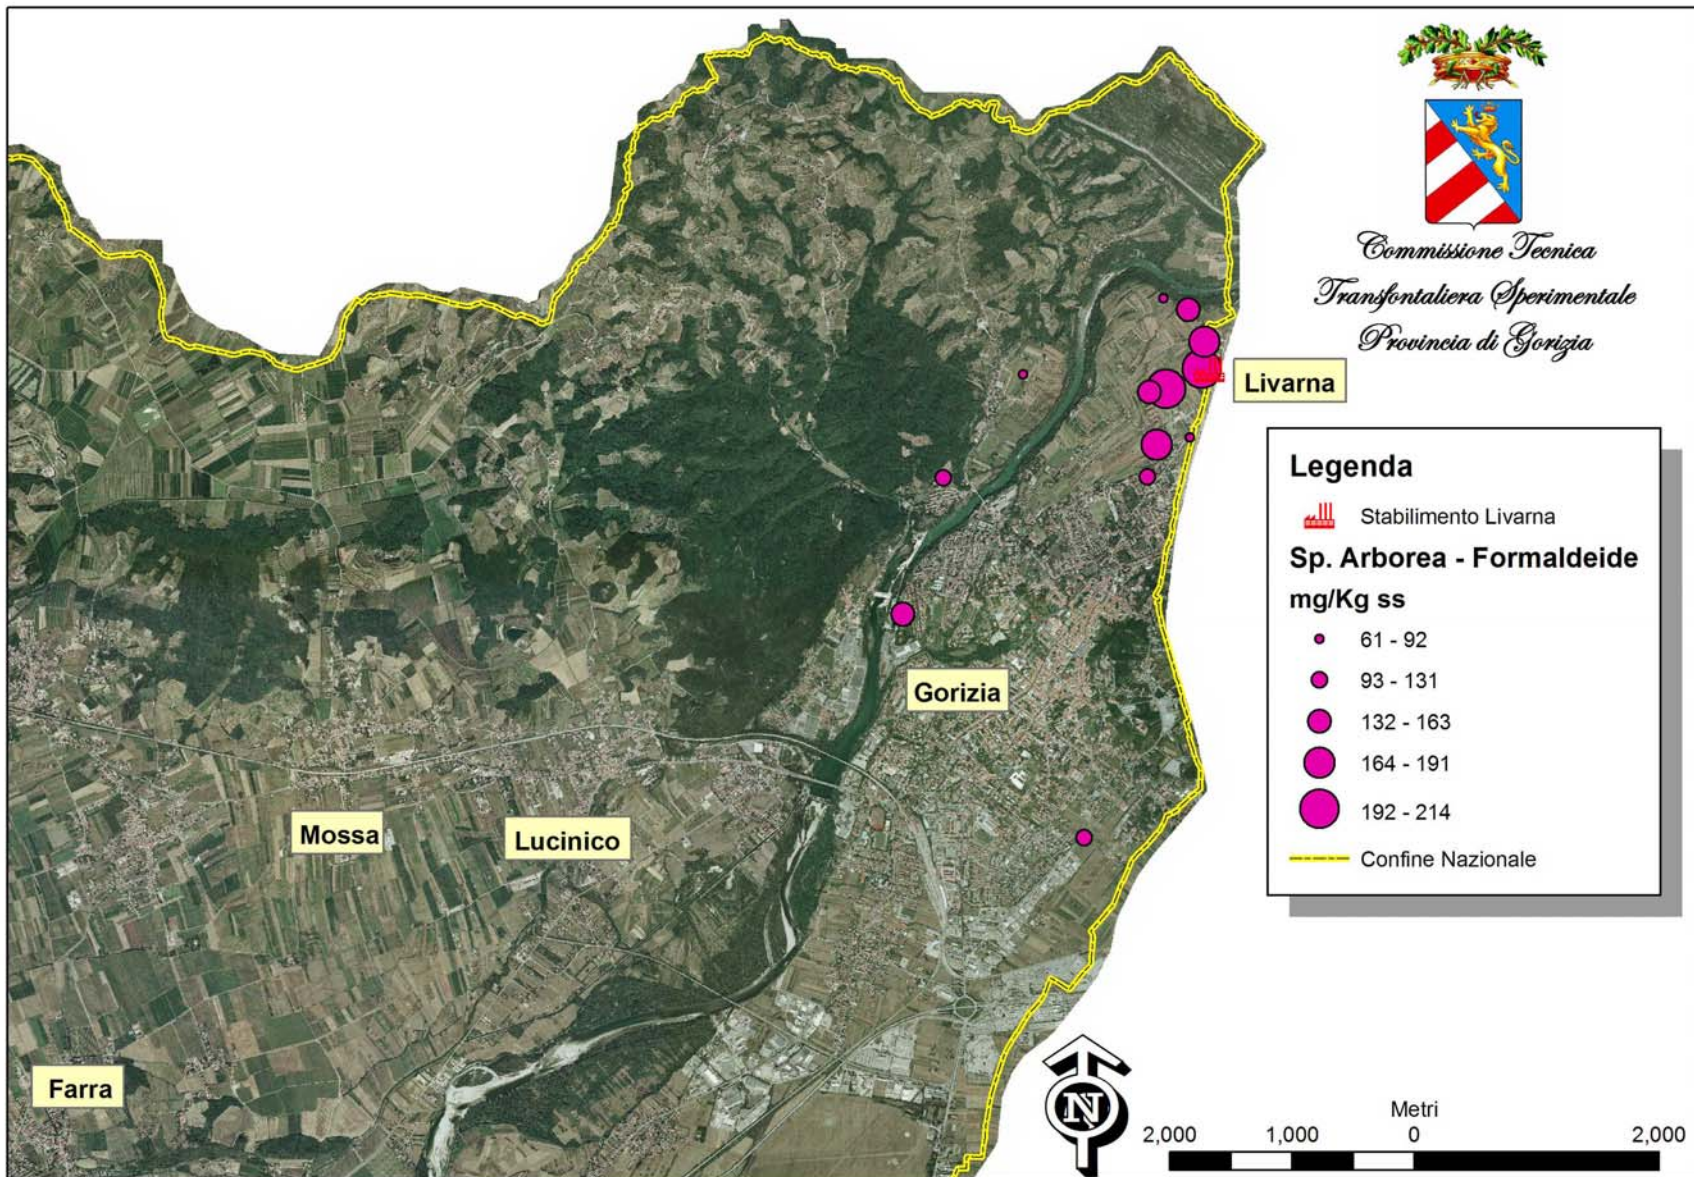 Commissione Tecnica
Transfontaliera Sperimentale
Provincia di Gorizia
Livarna
Legenda
Stabilimento Livarna
Sp. Arborea - Formaldeide
mg/Kg ss
61 - 92
93 - 131
132 - 163
164 - 191
192 - 214
Confine Nazionale
Gorizia
Mossa
Lucinico
Farra
N
Metri
2,000 1,000 0 2,000